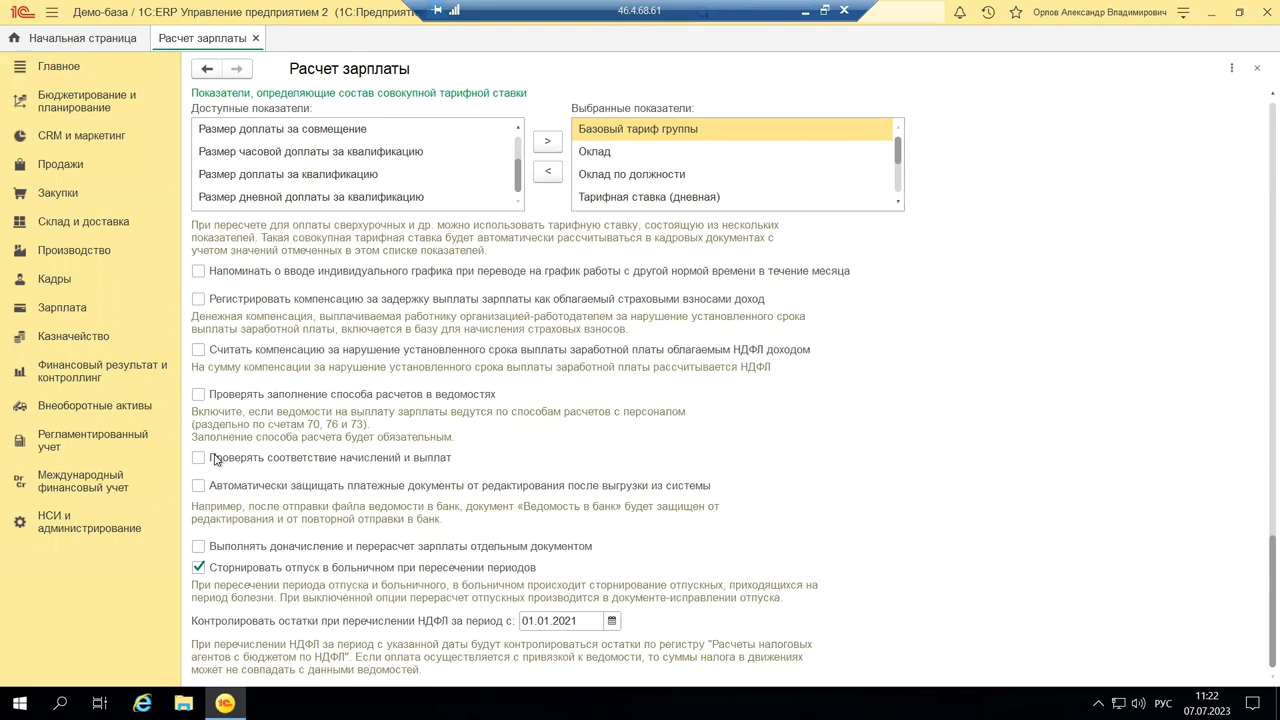 Демо-база / 1С:ERP Управление предприятием 2 (1С:Предприятие
46.4.68.61
Орлов Александр Владимирович
Начальная страница
Расчет зарплаты
Главное
Бюджетирование и
планирование
CRM и маркетинг
Продажи
Закупки
Склад и доставка
Производство
Кадры
Зарплата
Казначейство
Финансовый результат и
контроллинг
Внеоборотные активы
Регламентированный
учет
Dr
Cr
Международный
финансовый учет
НСИ и
администрирование
Расчет зарплаты
Показатели, определяющие состав совокупной тарифной ставки
Доступные показатели:
Выбранные показатели:
Размер доплаты за совмещение
Размер часовой доплаты за квалификацию
Размер доплаты за квалификацию
Размер дневной доплаты за квалификацию
>
<
Базовый тариф группы
Оклад
Оклад по должности
Тарифная ставка (дневная)
При пересчете для оплаты сверхурочных и др. можно использовать тарифную ставку, состоящую из нескольких
показателей. Такая совокупная тарифная ставка будет автоматически рассчитываться в кадровых документах с
учетом значений отмеченных в этом списке показателей.
Напоминать о вводе индивидуального графика при переводе на график работы с другой нормой времени в течение месяца
Регистрировать компенсацию за задержку выплаты зарплаты как облагаемый страховыми взносами доход
Денежная компенсация, выплачиваемая работнику организацией-работодателем за нарушение установленного срока
выплаты заработной платы, включается в базу для начисления страховых взносов.
Считать компенсацию за нарушение установленного срока выплаты заработной платы облагаемым НДФЛ доходом
На сумму компенсации за нарушение установленного срока выплаты заработной платы рассчитывается НДФЛ
Проверять заполнение способа расчетов в ведомостях
Включите, если ведомости на выплату зарплаты ведутся по способам расчетов с персоналом
(раздельно по счетам 70, 76 и 73).
Заполнение способа расчета будет обязательным.
Проверять соответствие начислений и выплат
Автоматически защищать платежные документы от редактирования после выгрузки из системы
Например, после отправки файла ведомости в банк, документ «Ведомость в банк» будет защищен от
редактирования и от повторной отправки в банк.
Выполнять доначисление и перерасчет зарплаты отдельным документом
Сторнировать отпуск в больничном при пересечении периодов
При пересечении периода отпуска и больничного, в больничном происходит сторнирование отпускных, приходящихся на
период болезни. При выключенной опции перерасчет отпускных производится в документе-исправлении отпуска.
Контролировать остатки при перечислении НДФЛ за период с: 01.01.2021
При перечислении НДФЛ за период с указанной даты будут контролироваться остатки по регистру "Расчеты налоговых
агентов с бюджетом по НДФЛ". Если оплата осуществляется с привязкой к ведомости, то суммы налога в движениях
может не совпадать с данными ведомостей.
РУС
11:22
07.07.2023